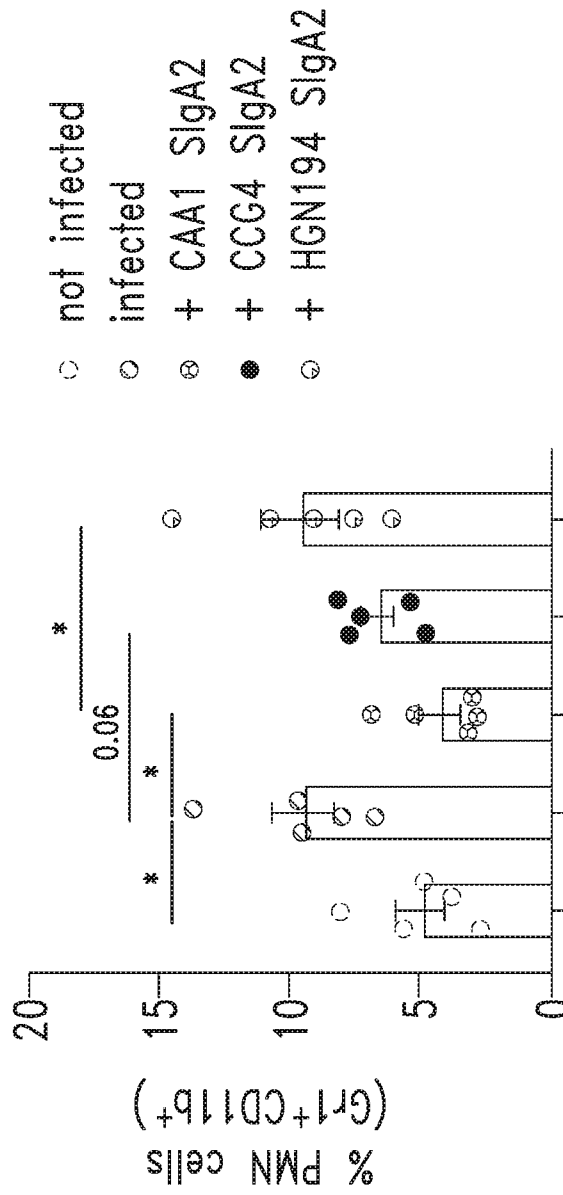 % PMN cells
(Gr1+CD11b+)
20
15
10
5
0
*
*
0.06
*
not infected
infected
+ CAA1 SIgA2
+ CCG4 SIgA2
+ HGN194 SIgA2